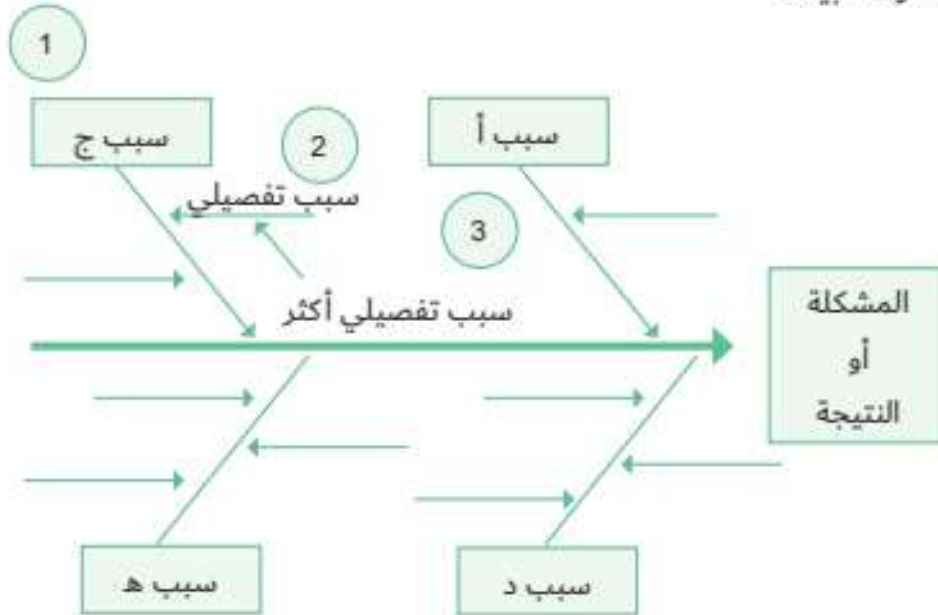 1
سبب ج
2
سبب أ
سبب تفصيلي
3
سبب تفصيلي أكثر
المشكلة
أو
النتيجة
سبب هـ
سبب د